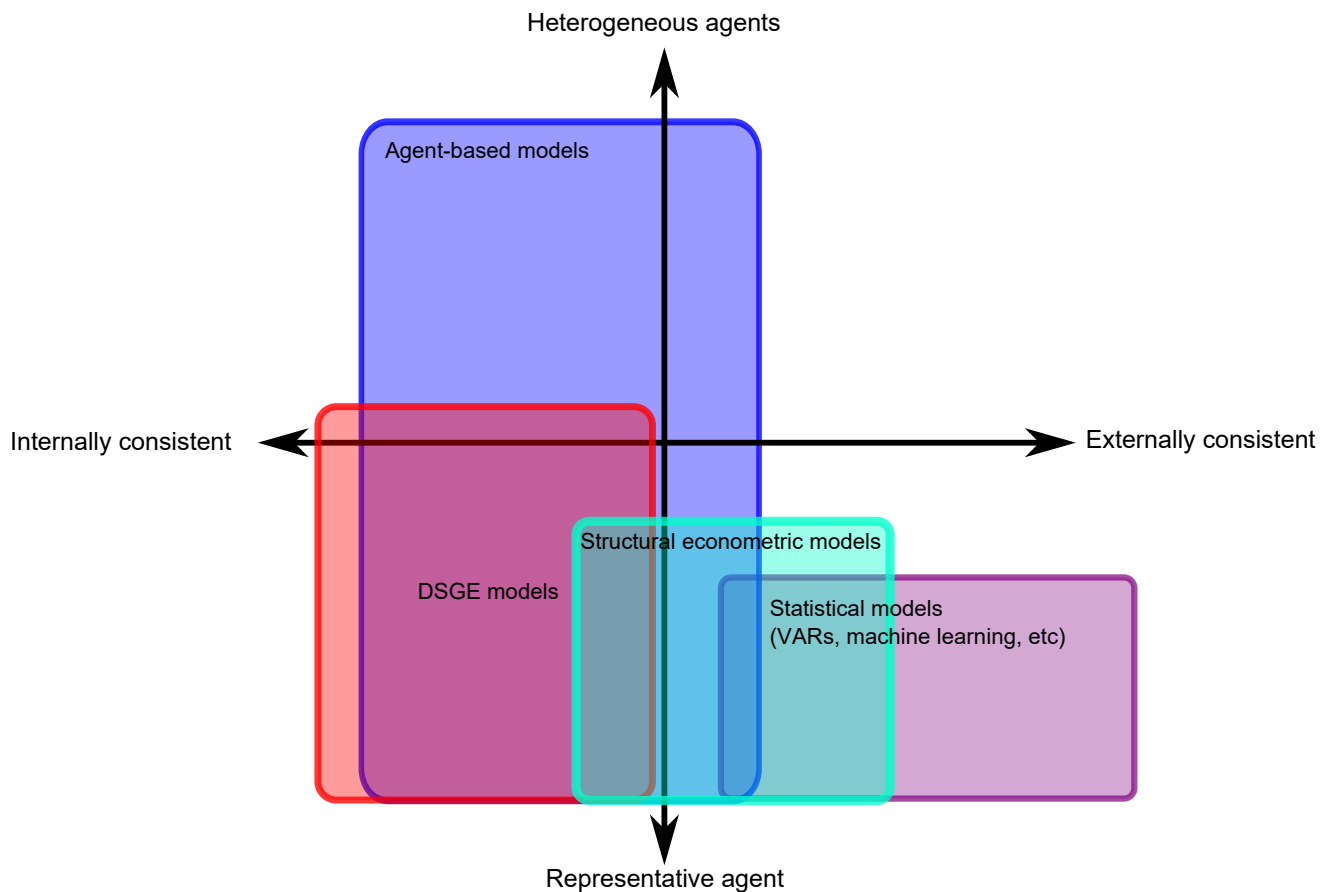 Heterogeneous agents
Agent-based models
Internally consistent
Externally consistent
Structural econometric models
DSGE models
Statistical models
(VARs, machine learning, etc)
Representative agent